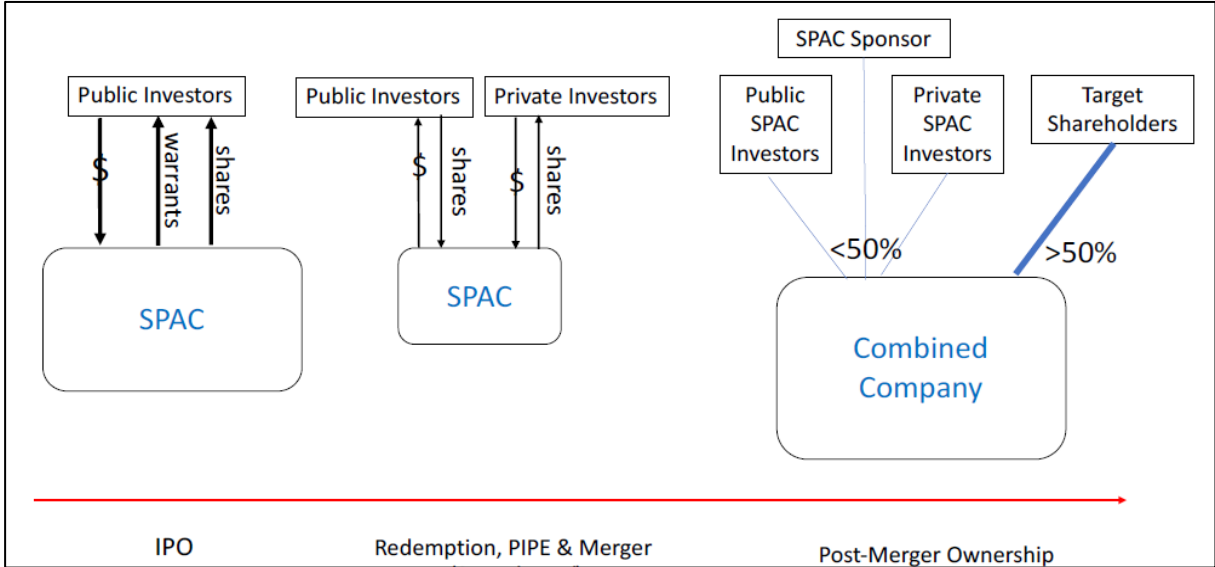 SPAC Sponsor
Public Investors
Public Investors
Private Investors
Public
SPAC
Investors
Private
SPAC
Investors
Target
Shareholders
$
warrants
shares
$
shares
$
shares
<50%
>50%
SPAC
SPAC
Combined
Company
IPO
Redemption, PIPE & Merger
Post-Merger Ownership